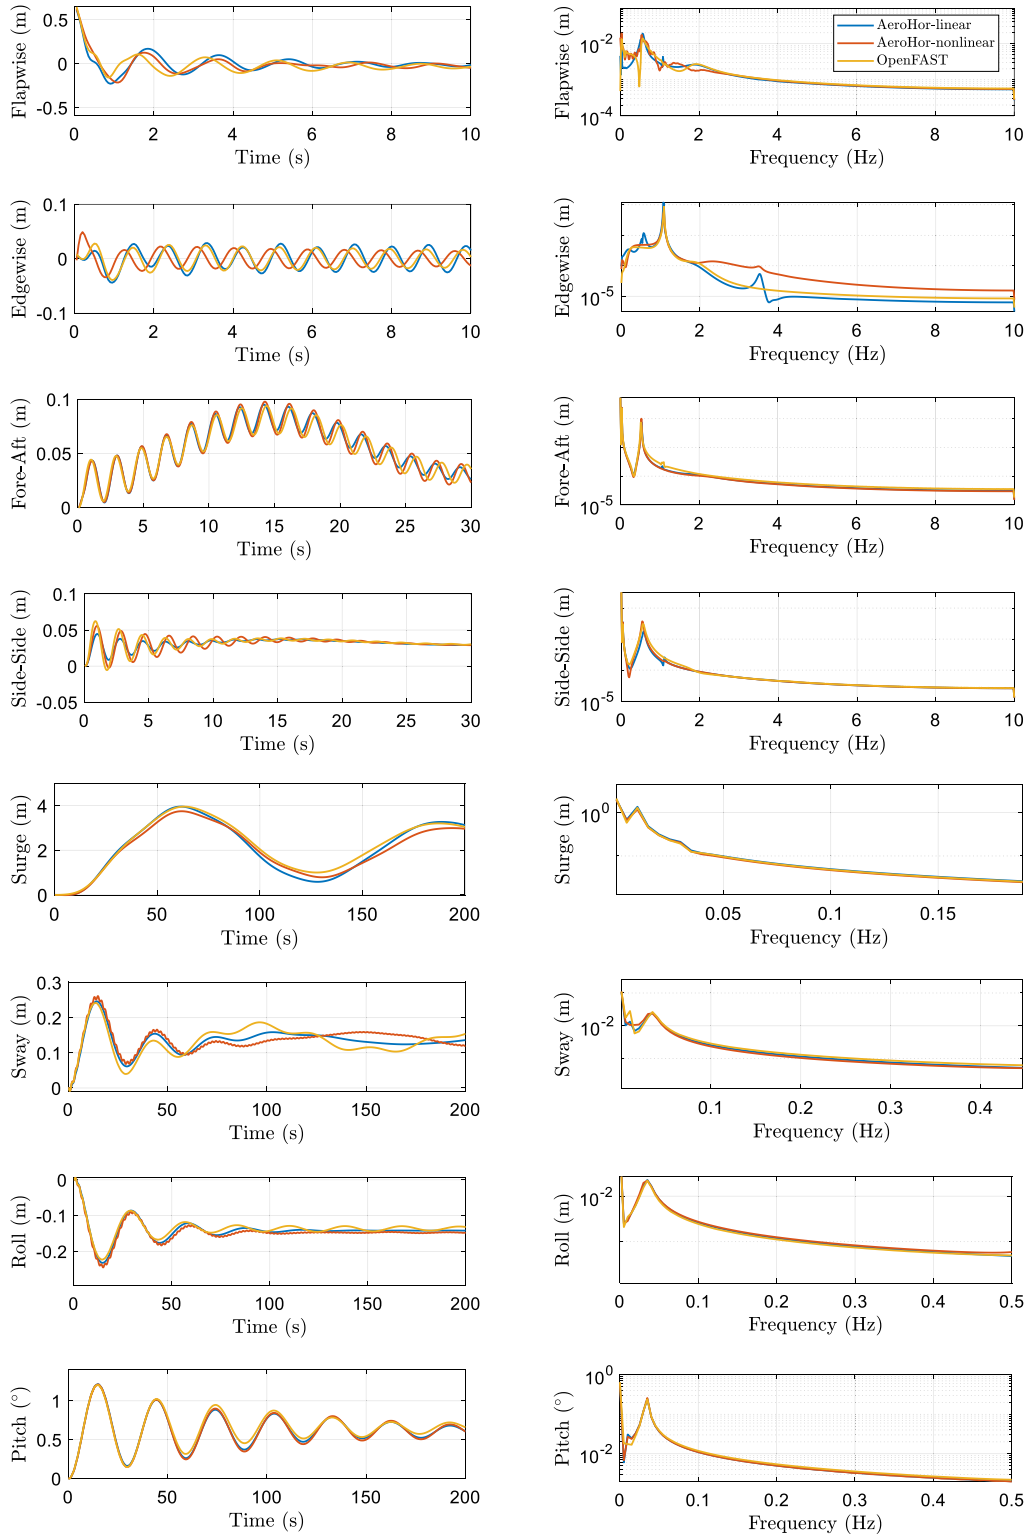 Flapwise (m)
0.5
0
-0.5
0 2 4 6 8 10
Time (s)
Flapwise (m)
10-2
10-4
AeroHor-linear
AeroHor-nonlinear
OpenFAST
0 2 4 6 8 10
Frequency (Hz)
Edgewise (m)
0.1
0
-0.1
0 2 4 6 8 10
Time (s)
Edgewise (m)
10-5
0 2 4 6 8 10
Frequency (Hz)
Fore-Aft (m)
0.1
0.05
0
0 5 10 15 20 25 30
Time (s)
Fore-Aft (m)
10-5
0 2 4 6 8 10
Frequency (Hz)
Side-Side (m)
0.1
0.05
0
-0.05
0 5 10 15 20 25 30
Time (s)
Side-Side (m)
10-5
0 2 4 6 8 10
Frequency (Hz)
Surge (m)
4
2
0
0 50 100 150 200
Time (s)
Surge (m)
100
0.05 0.1 0.15
Frequency (Hz)
Sway (m)
0.3
0.2
0.1
0
0 50 100 150 200
Time (s)
Sway (m)
10-2
0.1 0.2 0.3 0.4
Frequency (Hz)
Roll (m)
0
-0.1
-0.2
0 50 100 150 200
Time (s)
Roll (m)
10-2
0 0.1 0.2 0.3 0.4 0.5
Frequency (Hz)
Pitch (°)
1
0.5
0
0 50 100 150 200
Time (s)
Pitch (°)
100
10-2
0 0.1 0.2 0.3 0.4 0.5
Frequency (Hz)